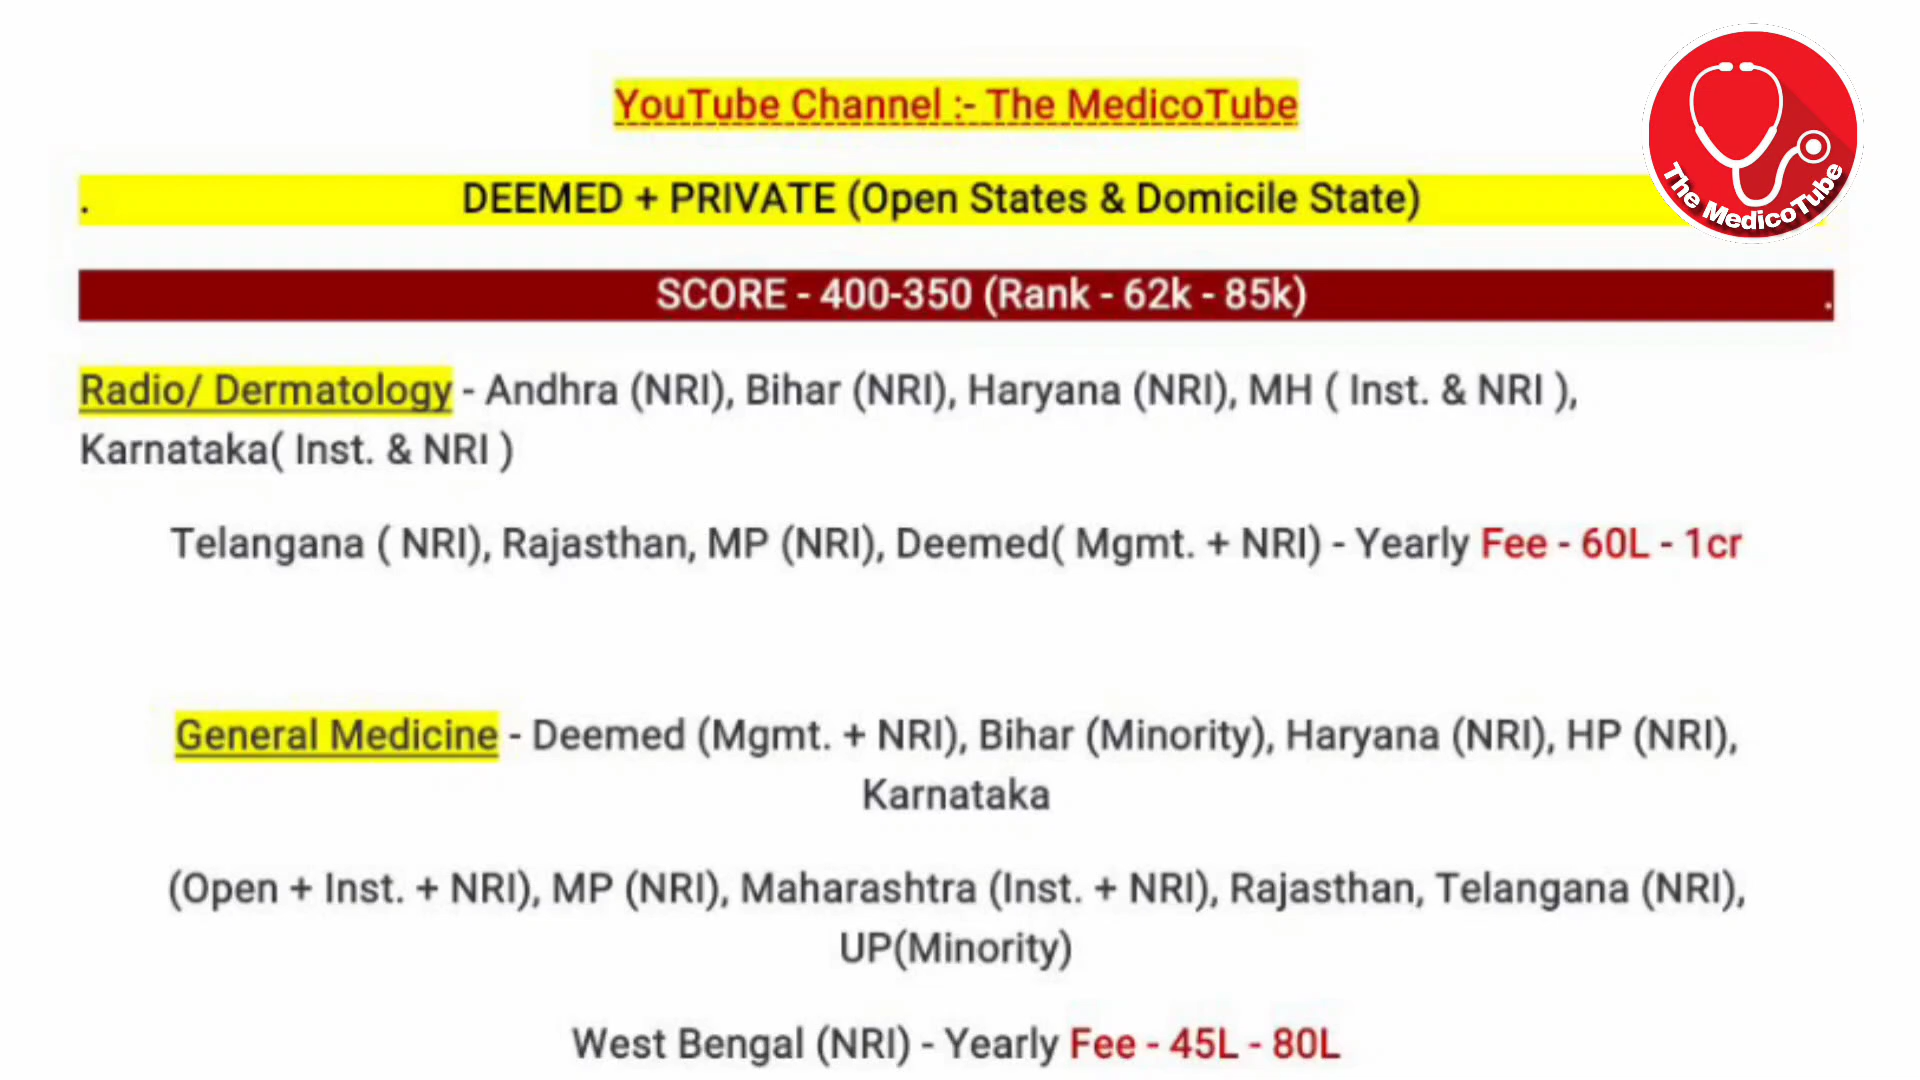 YouTube Channel :- The MedicoTube
The MedicoTube
. DEEMED + PRIVATE (Open States & Domicile State)
SCORE - 400-350 (Rank - 62k - 85k) .
Radio/ Dermatology - Andhra (NRI), Bihar (NRI), Haryana (NRI), MH ( Inst. & NRI ),
Karnataka( Inst. & NRI )
Telangana ( NRI), Rajasthan, MP (NRI), Deemed( Mgmt. + NRI) - Yearly Fee - 60L - 1cr
General Medicine - Deemed (Mgmt. + NRI), Bihar (Minority), Haryana (NRI), HP (NRI),
Karnataka
(Open + Inst. + NRI), MP (NRI), Maharashtra (Inst. + NRI), Rajasthan, Telangana (NRI),
UP(Minority)
West Bengal (NRI) - Yearly Fee - 45L - 80L